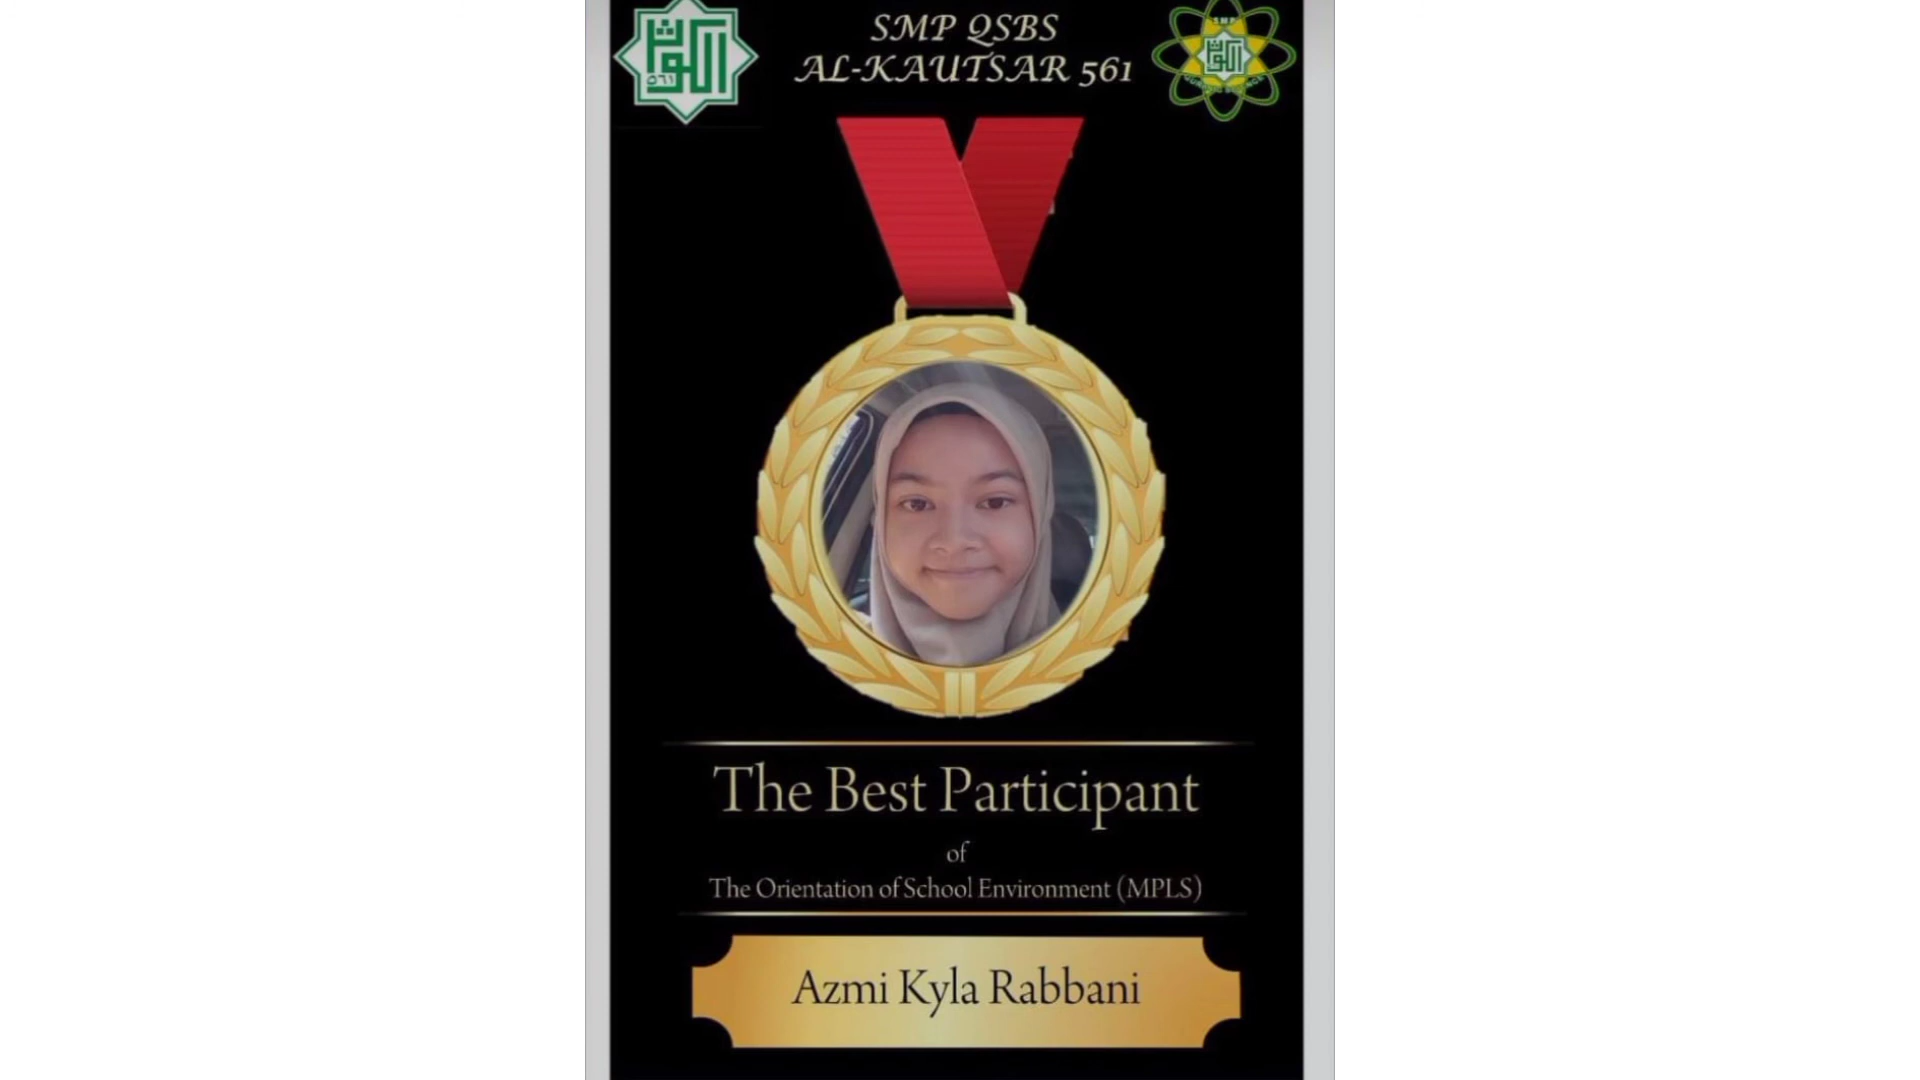 SMP QSBS
AL-KAUTSAR 561
The Best Participant
of
The Orientation of School Environment (MPLS)
Azmi Kyla Rabbani